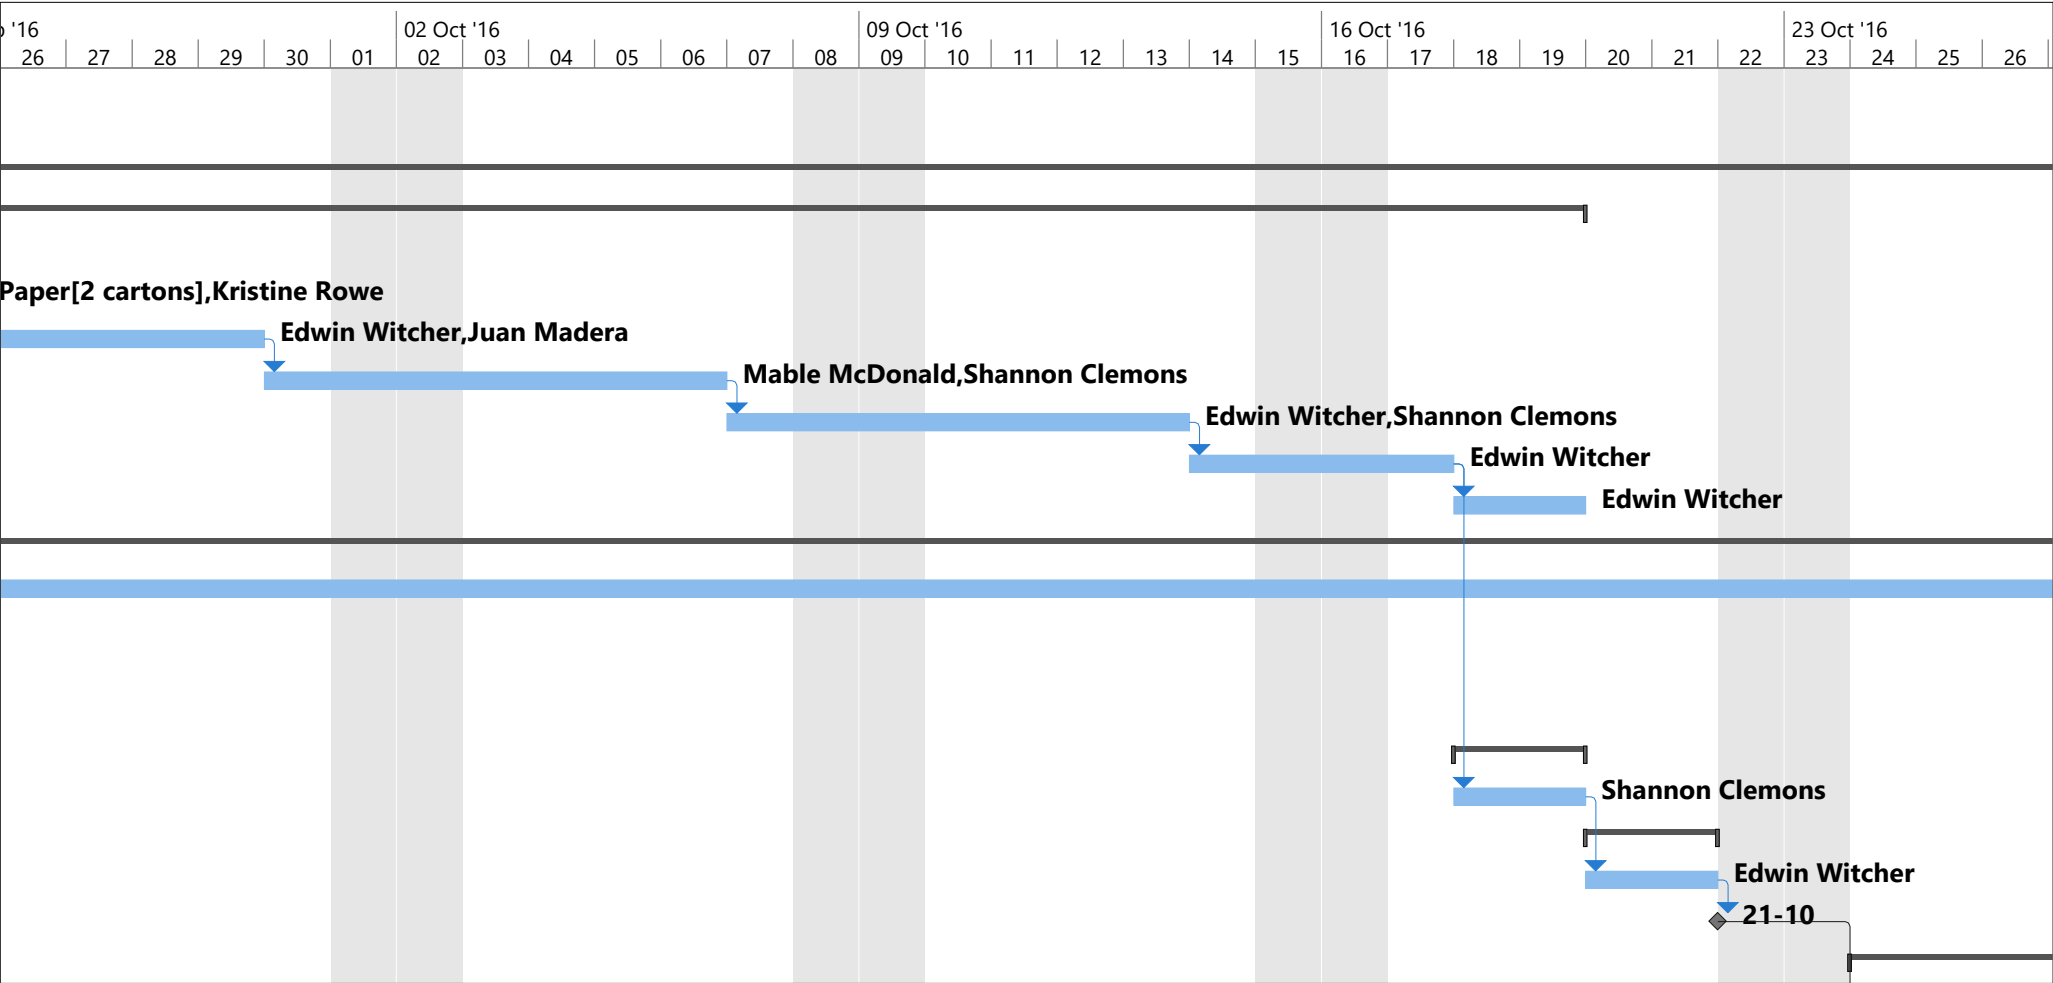 '16 02 Oct '16 09 Oct '16 16 Oct '16 23 Oct '16
26 27 28 29 30 01 02 03 04 05 06 07 08 09 10 11 12 13 14 15 16 17 18 19 20 21 22 23 24 25 26
Paper[2 cartons],Kristine Rowe
Edwin Witcher,Juan Madera
Mable McDonald,Shannon Clemons
Edwin Witcher,Shannon Clemons
Edwin Witcher
Edwin Witcher
Shannon Clemons
Edwin Witcher
21-10